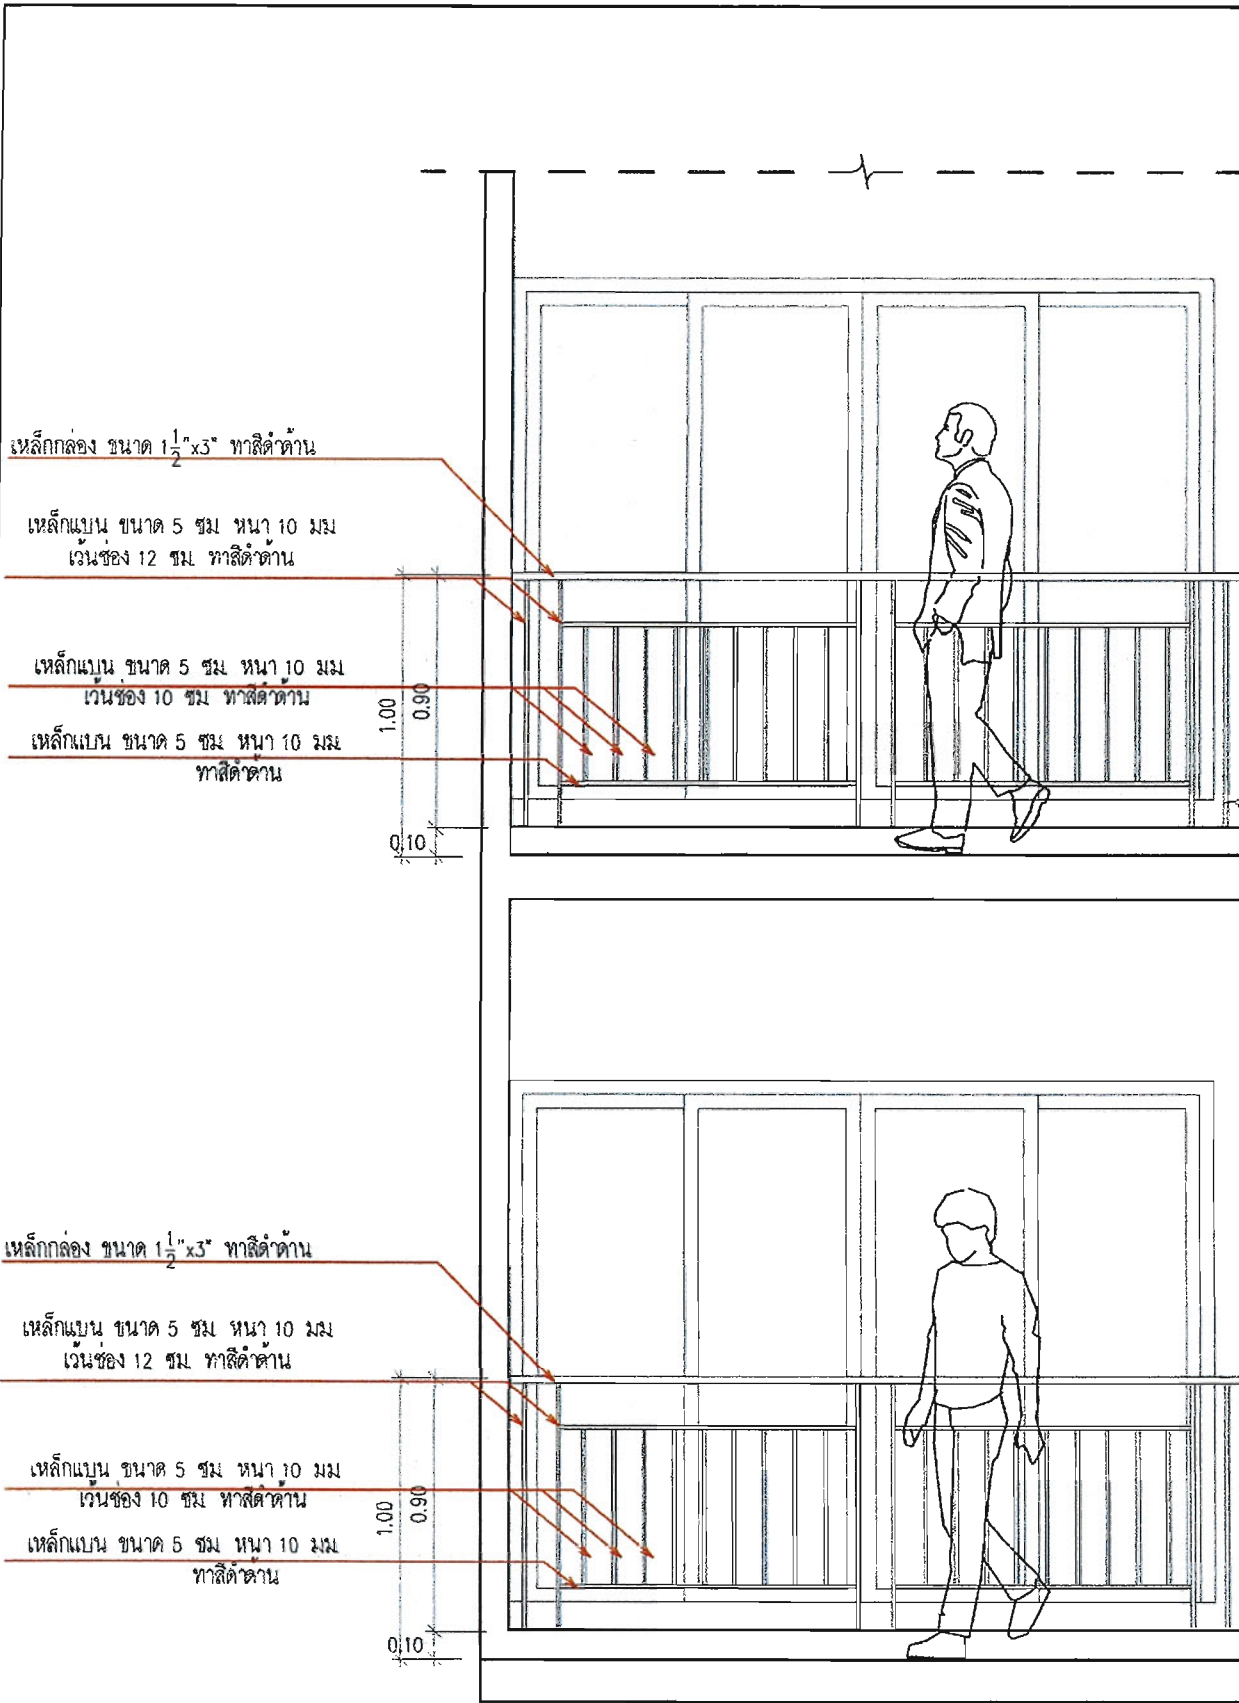 เหล็กกล่อง ขนาด 1 1/2"x3" ทาสีดำด้าน
เหล็กแบน ขนาด 5 ซม หนา 10 มม
เว้นช่อง 12 ซม. ทาสีดำด้าน
เหล็กแบน ขนาด 5 ซม. หนา 10 มม
เว้นช่อง 10 ซม ทาสีดำด้าน
เหล็กแบน ขนาด 5 ซม. หนา 10 มม.
ทาสีดำด้าน
1.00
0.90
0.10
เหล็กกล่อง ขนาด 1 1/2"x3" ทาสีดำด้าน
เหล็กแบน ขนาด 5 ซม หนา 10 มม
เว้นช่อง 12 ซม. ทาสีดำด้าน
เหล็กแบน ขนาด 5 ซม. หนา 10 มม
เว้นช่อง 10 ซม ทาสีดำด้าน
เหล็กแบน ขนาด 5 ซม หนา 10 มม.
ทาสีดำด้าน
1.00
0.90
0.10